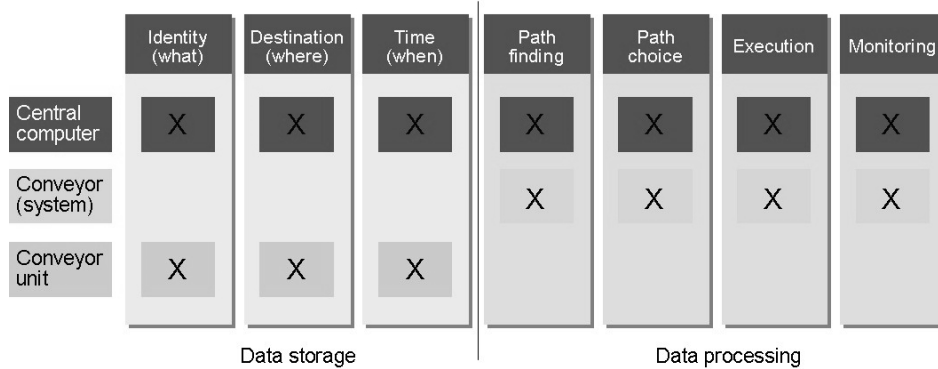 Identity
(what)
Destination
(where)
Time
(when)
Path
finding
Path
choice
Execution
Monitoring
Central
computer
X X X X X X X
Conveyor
(system)
X X X X
Conveyor
unit
X X X
Data storage
Data processing